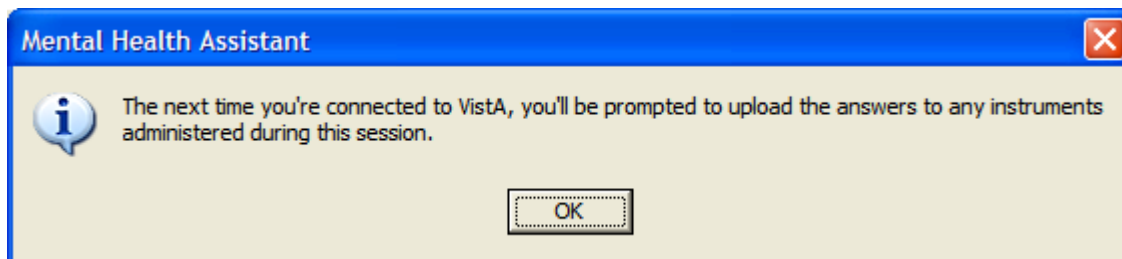 Mental Health Assistant
The next time you're connected to VistA, you'll be prompted to upload the answers to any instruments
administered during this session.
OK